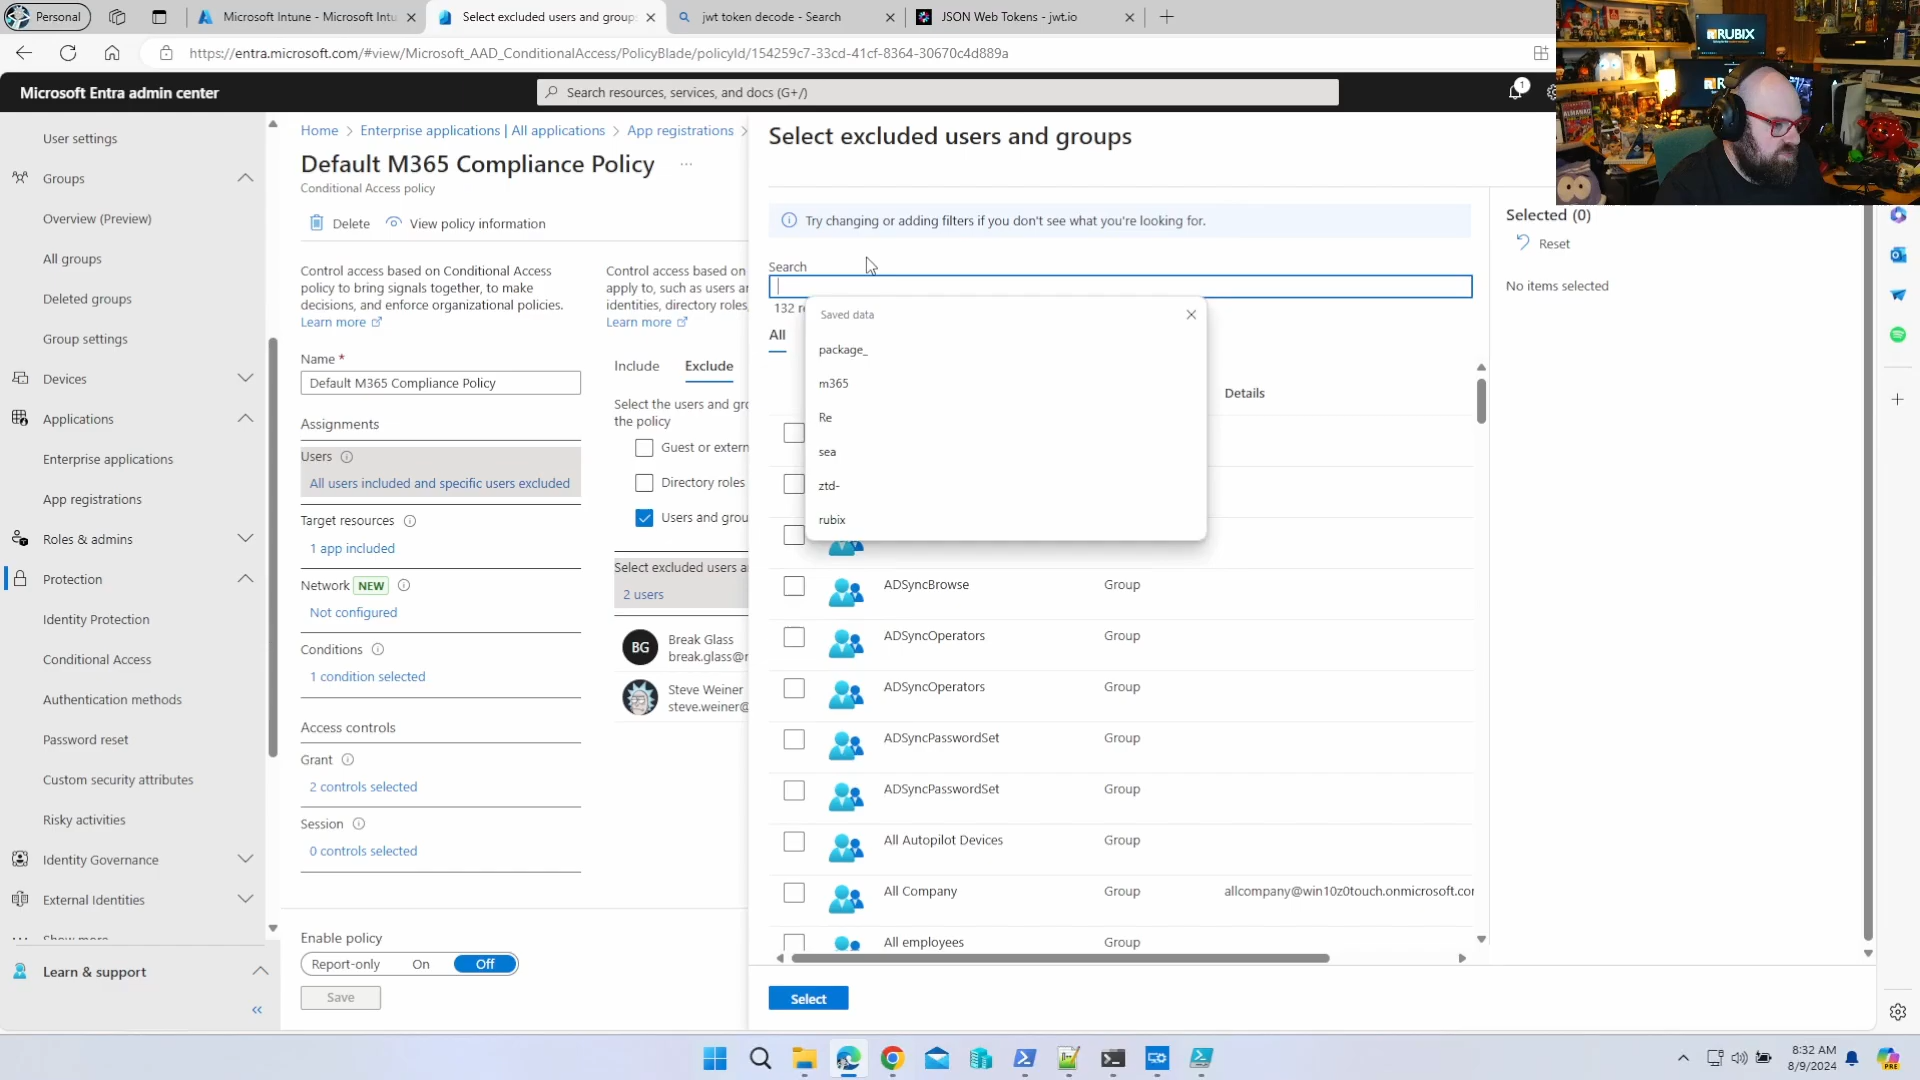 Personal
Microsoft Intune - Microsoft Intu
Select excluded users and group
jwt token decode - Search
JSON Web Tokens - jwt.io
https://entra.microsoft.com/#view/Microsoft_AAD_ConditionalAccess/PolicyBlade/policyId/154259c7-33cd-41cf-8364-30670c4d889a
Microsoft Entra admin center
Search resources, services, and docs (G+/)
1
RUBIX
User settings
Groups
Overview (Preview)
All groups
Deleted groups
Group settings
Devices
Applications
Enterprise applications
App registrations
Roles & admins
Protection
Identity Protection
Conditional Access
Authentication methods
Password reset
Custom security attributes
Risky activities
Identity Governance
External Identities
Show more
Learn & support
Home > Enterprise applications | All applications > App registrations >
Default M365 Compliance Policy ...
Conditional Access policy
Delete
View policy information
Control access based on Conditional Access
policy to bring signals together, to make
decisions, and enforce organizational policies.
Learn more
Name *
Default M365 Compliance Policy
Assignments
Users
All users included and specific users excluded
Target resources
1 app included
Network NEW
Not configured
Conditions
1 condition selected
Access controls
Grant
2 controls selected
Session
0 controls selected
Enable policy
Report-only On Off
Save
Control access based on
apply to, such as users a
identities, directory roles,
Learn more
Include Exclude
Select the users and gr
the policy
Guest or extern
Directory roles
Users and grou
Select excluded users a
2 users
BG
Break Glass
break.glass@r
Steve Weiner
steve.weiner@
Select excluded users and groups
Try changing or adding filters if you don't see what you're looking for.
Search
132 r
All
Saved data
package_
m365
Re
sea
ztd-
rubix
Details
ADSyncBrowse Group
ADSyncOperators Group
ADSyncOperators Group
ADSyncPasswordSet Group
ADSyncPasswordSet Group
All Autopilot Devices Group
All Company Group allcompany@win10z0touch.onmicrosoft.cor
All employees Group
Select
Selected (0)
Reset
No items selected
8:32 AM
8/9/2024
PRE